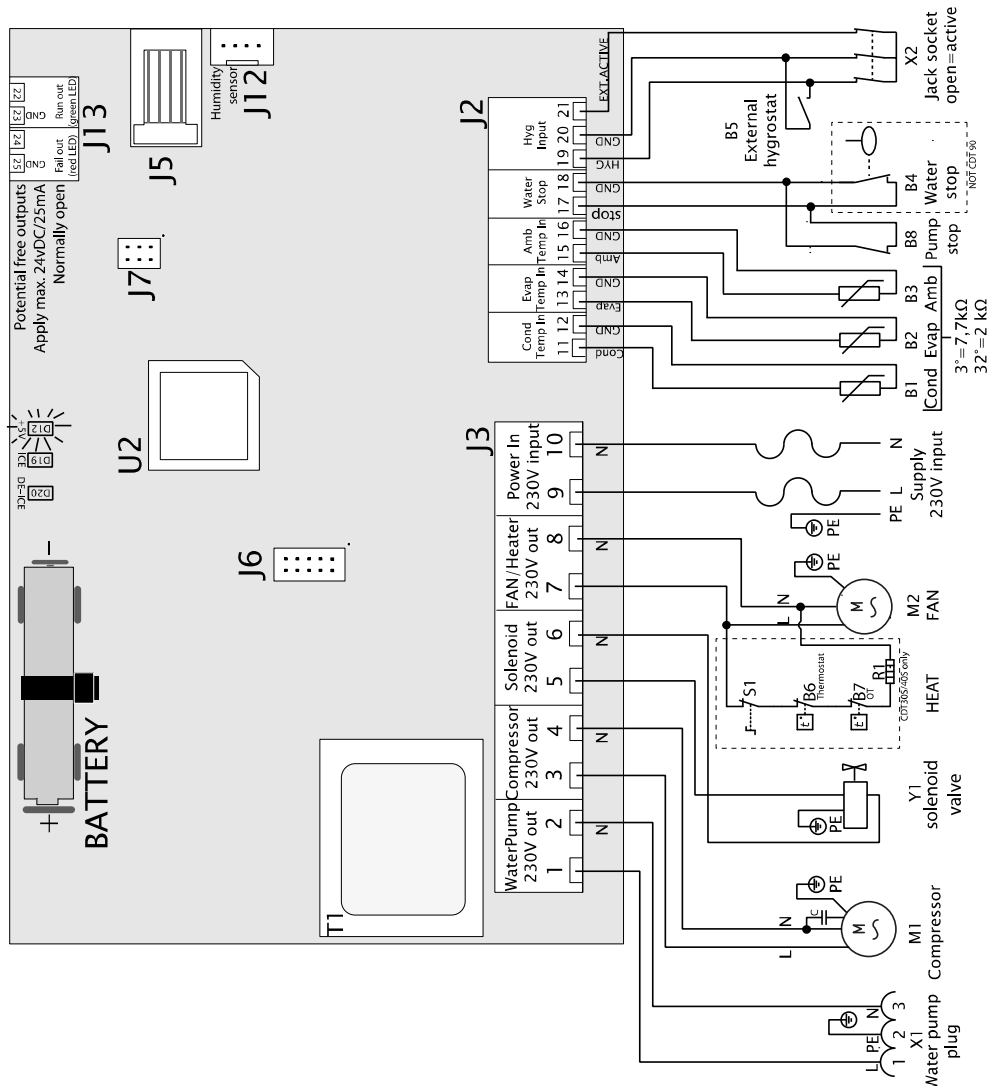 22
23
GND
Run out
(green LED)
24
25
GND
Fail out
(red LED)
J13
Potential free outputs
Apply max. 24vDC/25mA
Normally open
J5
Humidity
sensor
J12
J7
+5V
D12
ICE
D19
DE-ICE
D20
U2
J6
+
−
BATTERY
T1
J2
EXT.ACTIVE
Hyg
Input
21
20
GND
19
HYG
Water
Stop
18
GND
17
stop
Amb
Temp In
16
GND
15
Amb
Evap
Temp In
14
GND
13
Evap
Cond
Temp In
12
GND
11
Cond
J3
Power In
230V input
10
N
9
FAN/Heater
230V out
8
N
7
Solenoid
230V out
6
N
5
Compressor
230V out
4
N
3
WaterPump
230V out
2
N
1
X2
Jack socket
open=active
B5
External
hygrostat
B4
Water
stop
NOT CDT 90
B8
Pump
stop
B3
Amb
B2
Evap
B1
Cond
3°=7,7kΩ
32°=2 kΩ
N
L
PE
PE
Supply
230V input
PE
N
L
M
M2
FAN
S1
t°
B6
Thermostat
t°
B7
OT
R1
CDT30S/40S only
HEAT
PE
Y1
solenoid
valve
PE
C
N
L
M
M1
Compressor
N
3
PE
2
L
1
X1
Water pump
plug